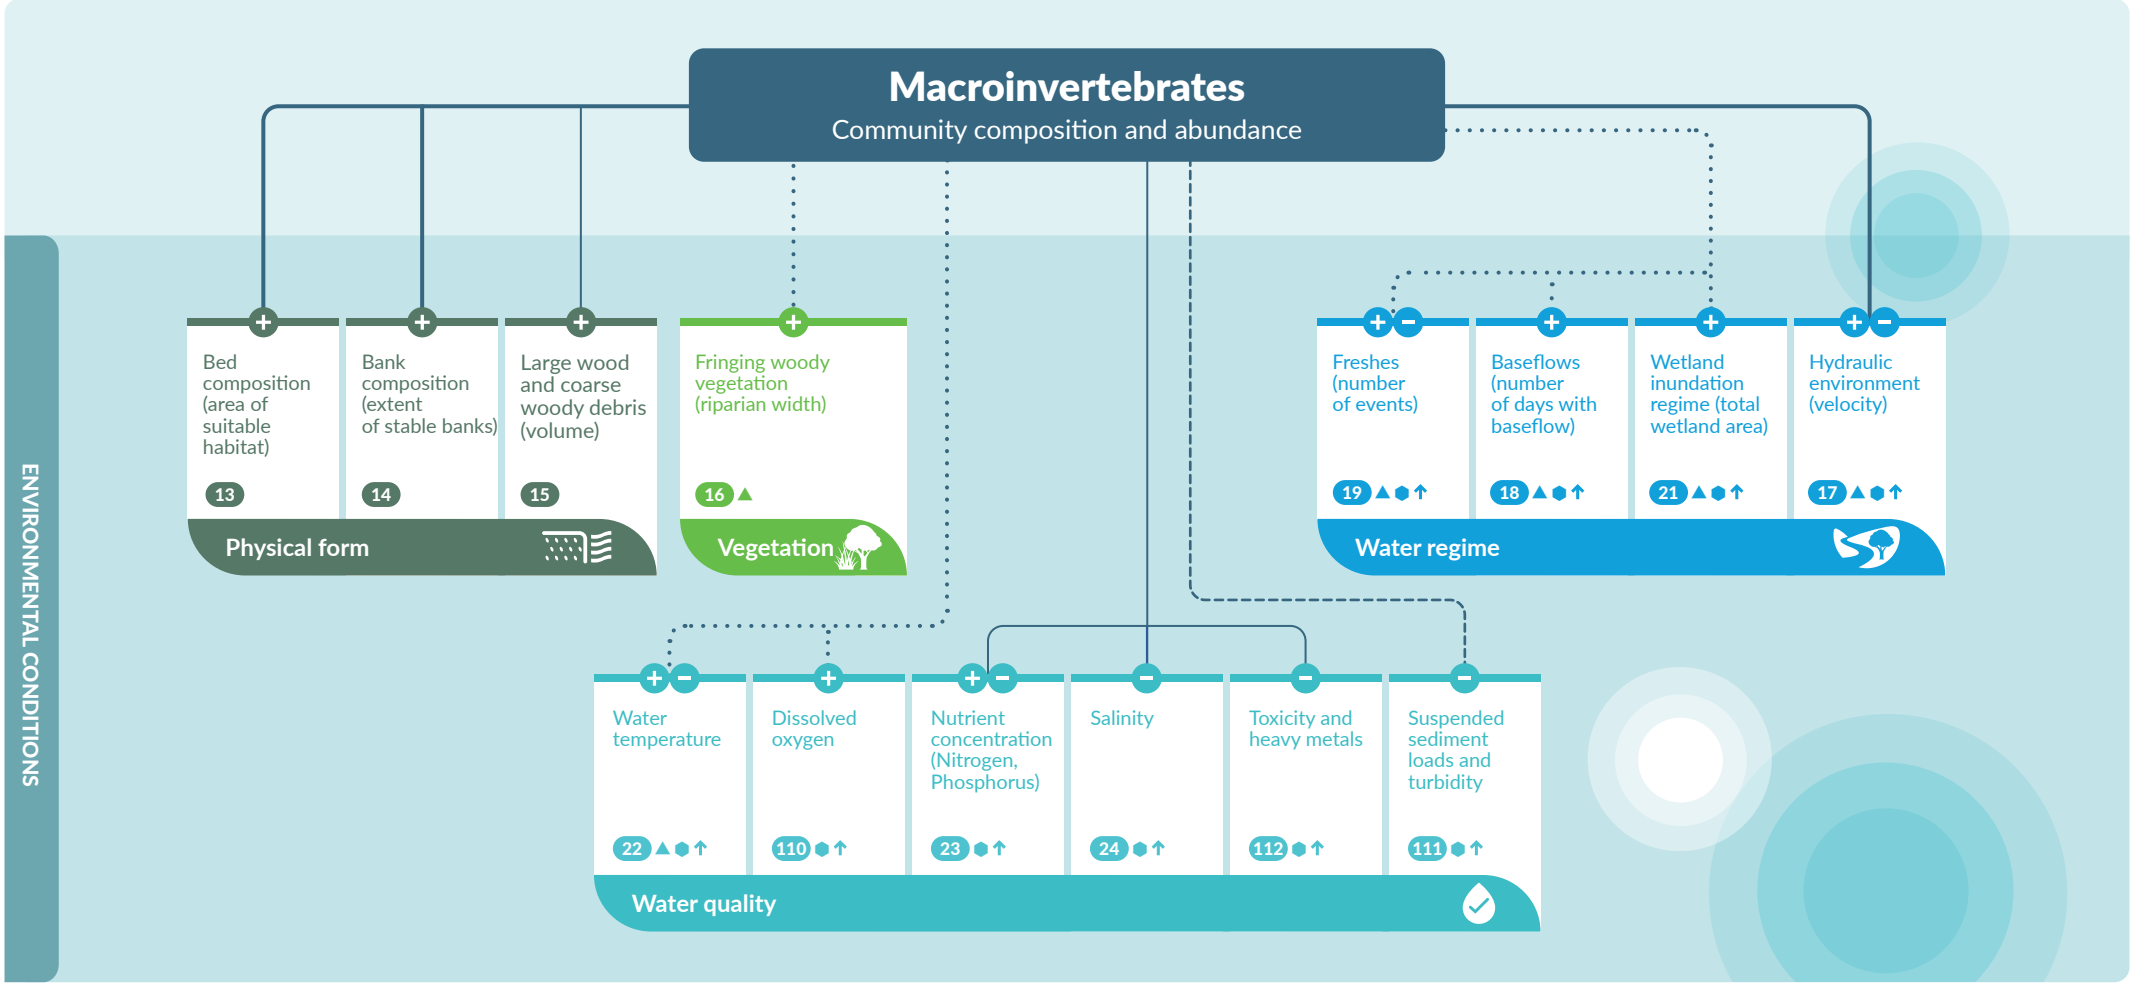 Macroinvertebrates
Community composition and abundance
ENVIRONMENTAL CONDITIONS
Bed
composition
(area of
suitable
habitat)
13
Bank
composition
(extent
of stable banks)
14
Large wood
and coarse
woody debris
(volume)
15
Physical form
Fringing woody
vegetation
(riparian width)
16
Vegetation
Freshes
(number
of events)
19
Baseflows
(number
of days with
baseflow)
18
Wetland
inundation
regime (total
wetland area)
21
Hydraulic
environment
(velocity)
17
Water regime
Water
temperature
22
Dissolved
oxygen
110
Nutrient
concentration
(Nitrogen,
Phosphorus)
23
Salinity
24
Toxicity and
heavy metals
112
Suspended
sediment
loads and
turbidity
111
Water quality